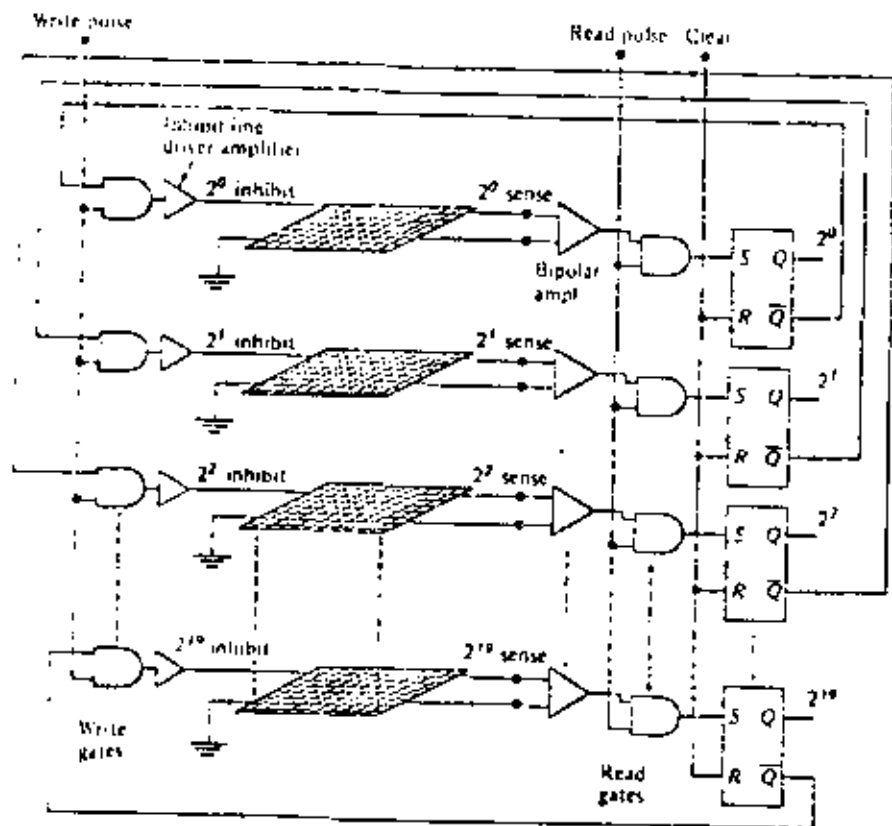 Write pulse
Read pulse Clear
Inhibit line
driver amplifier
2⁰ inhibit
2⁰ sense
Bipolar
ampl
S Q 2⁰
R Q̅
2¹ inhibit
2¹ sense
S Q 2¹
R Q̅
2² inhibit
2² sense
S Q 2²
R Q̅
2¹⁹ inhibit
2¹⁹ sense
S Q 2¹⁹
R Q̅
Write
gates
Read
gates